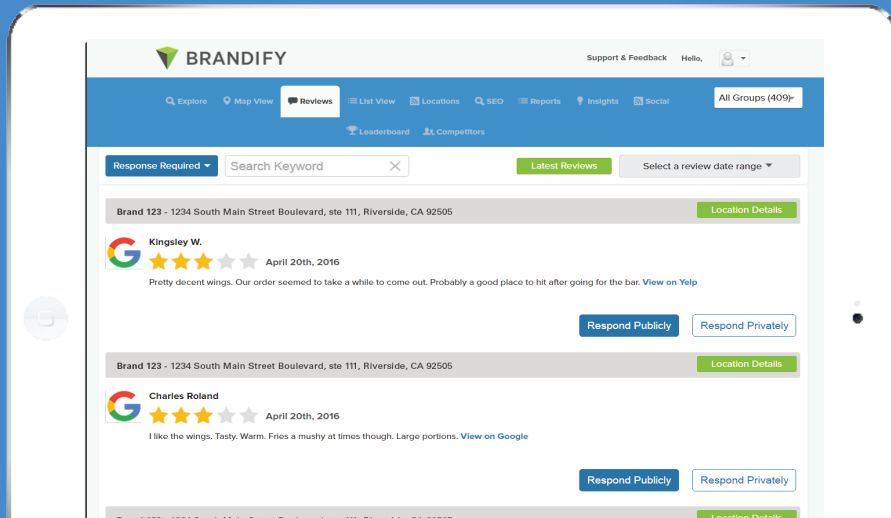 BRANDIFY
Support & Feedback Hello,
Explore Map View Reviews List View Locations SEO Reports Insights Social All Groups (409)
Leaderboard Competitors
Response Required Search Keyword Latest Reviews Select a review date range
Brand 123 - 1234 South Main Street Boulevard, ste 111, Riverside, CA 92505 Location Details
Kingsley W.
April 20th, 2016
Pretty decent wings. Our order seemed to take a while to come out. Probably a good place to hit after going for the bar. View on Yelp
Respond Publicly Respond Privately
Brand 123 - 1234 South Main Street Boulevard, ste 111, Riverside, CA 92505 Location Details
Charles Roland
April 20th, 2016
I like the wings. Tasty. Warm. Fries a mushy at times though. Large portions. View on Google
Respond Publicly Respond Privately
Location Details